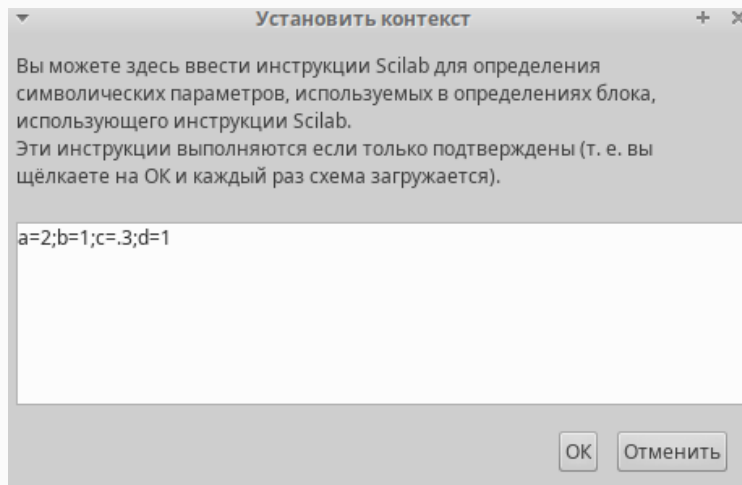 Установить контекст
Вы можете здесь ввести инструкции Scilab для определения
символических параметров, используемых в определениях блока,
использующего инструкции Scilab.
Эти инструкции выполняются если только подтверждены (т. е. вы
щёлкаете на ОК и каждый раз схема загружается).
a=2;b=1;c=.3;d=1
ОК Отменить